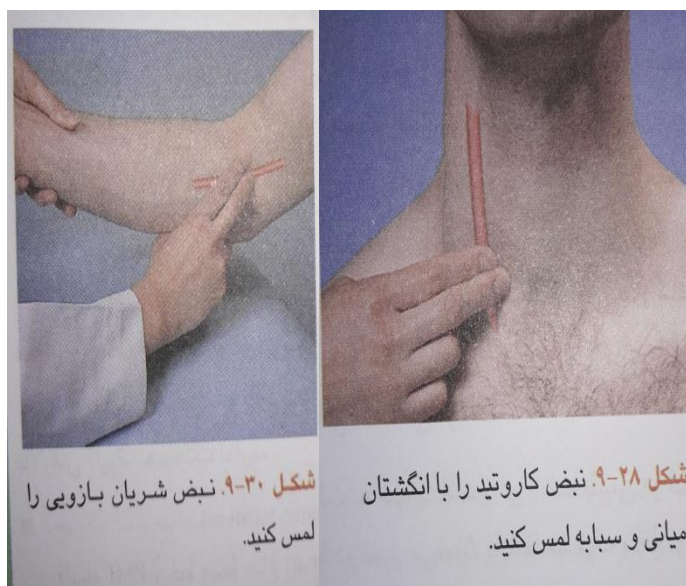 شکل ۲۸-۹. نبض کاروتید را با انگشتان
میانی و سبابه لمس کنید.
شکل ۳۰-۹. نبض شریان بازویی را
لمس کنید.